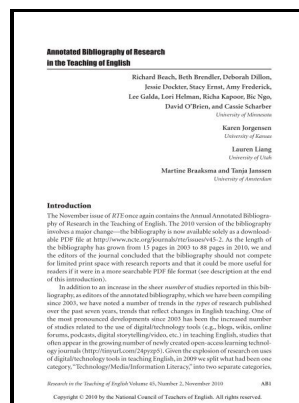 Annotated Bibliography of Research
in the Teaching of English
Richard Beach, Beth Brendler, Deborah Dillon,
Jessie Dockter, Stacy Ernst, Amy Frederick,
Lee Galda, Lori Helman, Richa Kapoor, Bic Ngo,
David O'Brien, and Cassie Scharber
University of Minnesota
Karen Jorgensen
University of Kansas
Lauren Liang
University of Utah
Martine Braaksma and Tanja Janssen
University of Amsterdam
Introduction
The November issue of RTE once again contains the Annual Annotated Bibliogra-
phy of Research in the Teaching of English. The 2010 version of the bibliography
involves a major change—the bibliography is now available solely as a download-
able PDF file at http://www.ncte.org/journals/rte/issues/v45-2. As the length of
the bibliography has grown from 15 pages in 2003 to 88 pages in 2010, we and
the editors of the journal concluded that the bibliography should not compete
for limited print space with research reports and that it could be more useful for
readers if it were in a more searchable PDF file format (see description at the end
of this introduction).
In addition to an increase in the sheer number of studies reported in this bib-
liography, as editors of the annotated bibliography, which we have been compiling
since 2003, we have noted a number of trends in the types of research published
over the past seven years, trends that reflect changes in English teaching. One of
the most pronounced developments since 2003 has been the increased number
of studies related to the use of digital/technology tools (e.g., blogs, wikis, online
forums, podcasts, digital storytelling/video, etc.) in teaching English, studies that
often appear in the growing number of newly created open-access learning technol-
ogy journals (http://tinyurl.com/). Given the explosion of research on uses
of digital/technology tools in teaching English, in 2009 we split what had been one
category, "Technology/Media/Information Literacy," into two separate categories,
Research in the Teaching of English Volume 45, Number 2, November 2010 AB1
Copyright © 2010 by the National Council of Teachers of English. All rights reserved.